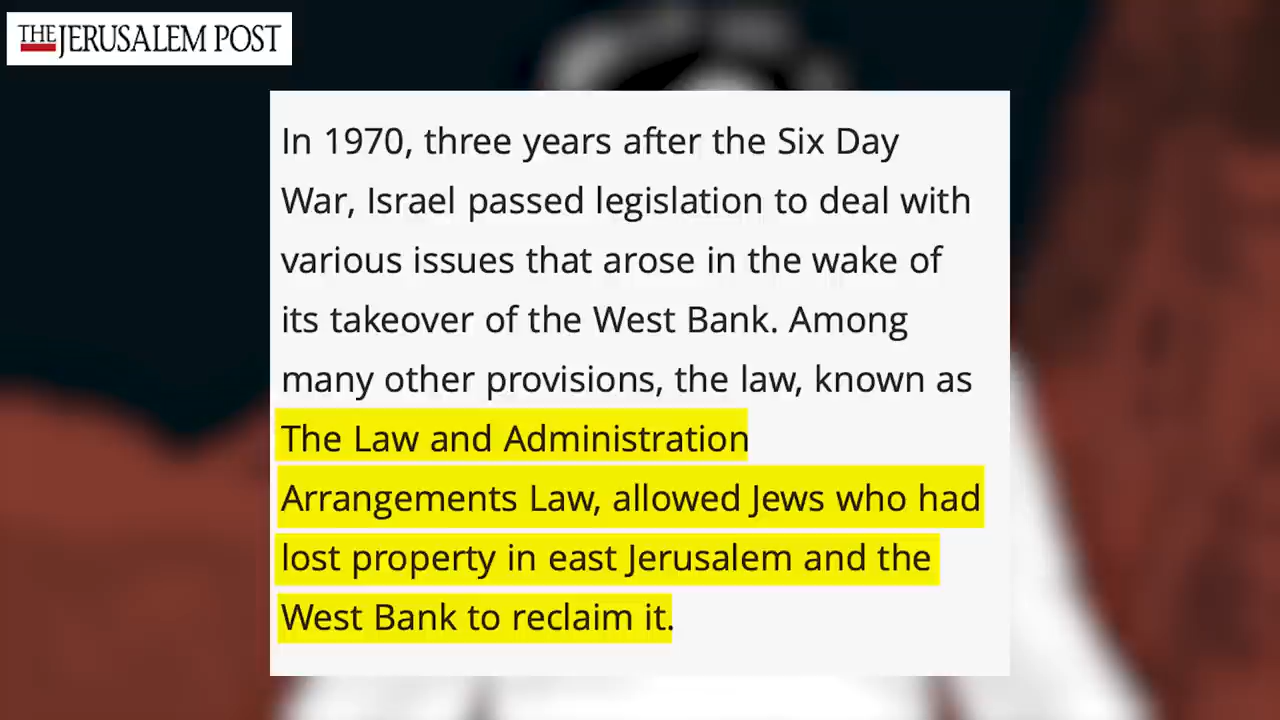 THE JERUSALEM POST
In 1970, three years after the Six Day
War, Israel passed legislation to deal with
various issues that arose in the wake of
its takeover of the West Bank. Among
many other provisions, the law, known as
The Law and Administration
Arrangements Law, allowed Jews who had
lost property in east Jerusalem and the
West Bank to reclaim it.